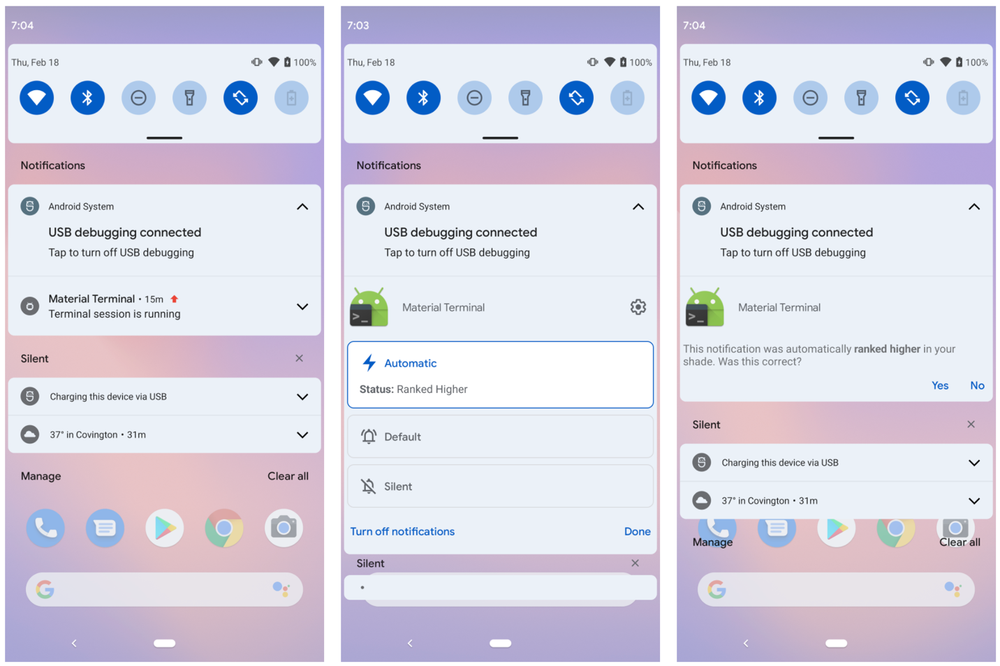 7:04
Thu, Feb 18
100%
Notifications
Android System
USB debugging connected
Tap to turn off USB debugging
Material Terminal • 15m
Terminal session is running
Silent
Charging this device via USB
37° in Covington • 31m
Manage
Clear all
7:03
Thu, Feb 18
100%
Notifications
Android System
USB debugging connected
Tap to turn off USB debugging
>_
Material Terminal
Automatic
Status: Ranked Higher
Default
Silent
Turn off notifications
Done
Silent
7:04
Thu, Feb 18
100%
Notifications
Android System
USB debugging connected
Tap to turn off USB debugging
>_
Material Terminal
This notification was automatically ranked higher in your
shade. Was this correct?
Yes
No
Silent
Charging this device via USB
37° in Covington • 31m
Manage
Clear all